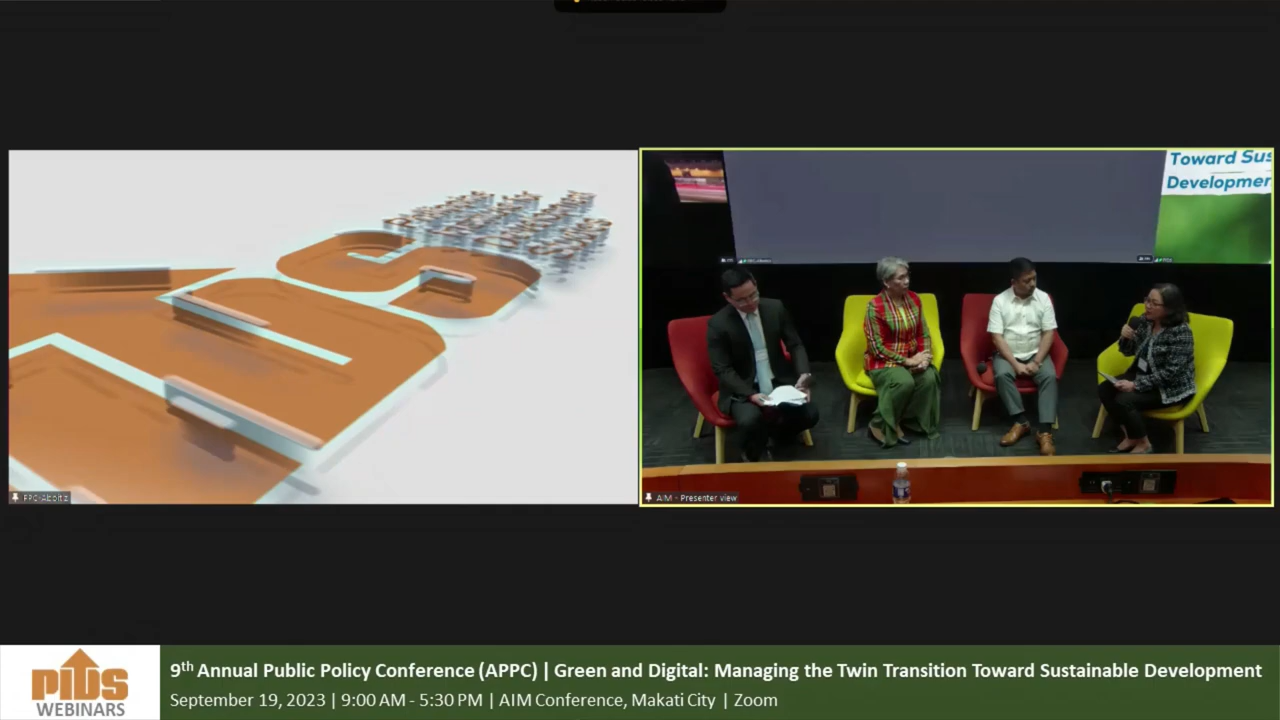 Toward Sus
Developmen
AIM - Presenter view
PIDS
WEBINARS
9th Annual Public Policy Conference (APPC) | Green and Digital: Managing the Twin Transition Toward Sustainable Development
September 19, 2023 | 9:00 AM - 5:30 PM | AIM Conference, Makati City | Zoom